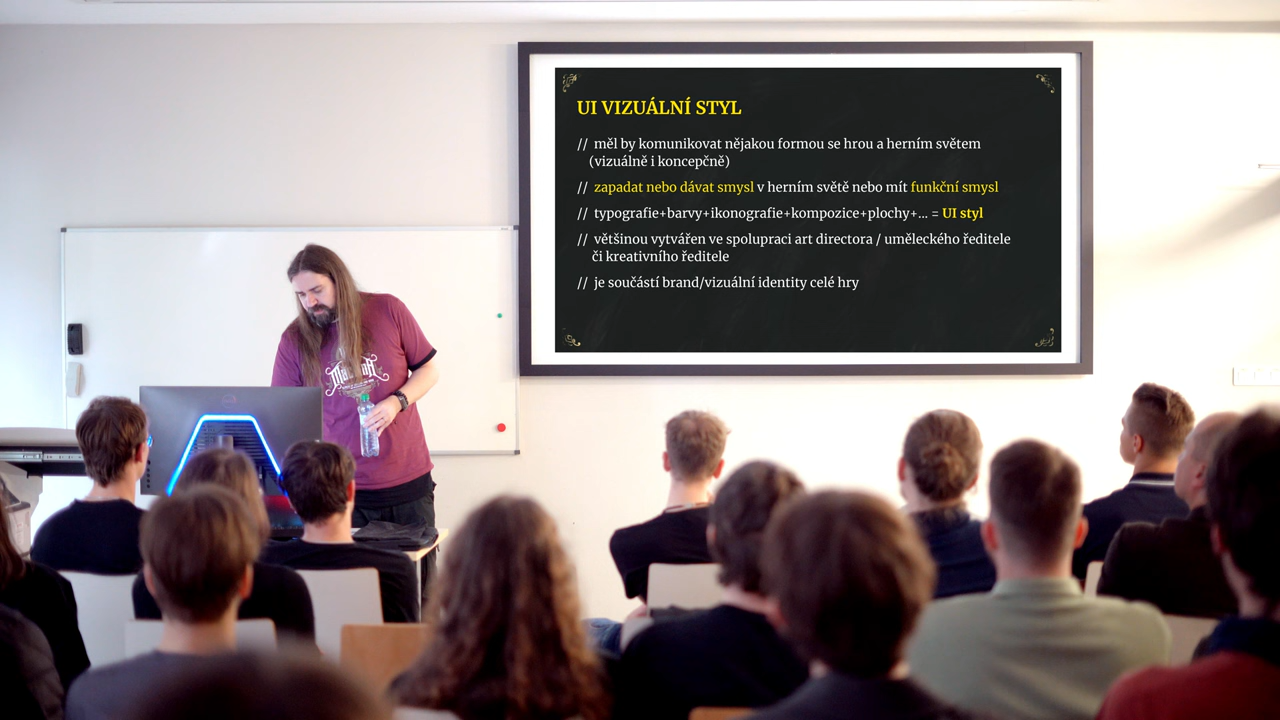 UI VIZUÁLNÍ STYL
// měl by komunikovat nějakou formou se hrou a herním světem
(vizuálně i koncepčně)
// zapadat nebo dávat smysl v herním světě nebo mít funkční smysl
// typografie+barvy+ikonografie+kompozice+plochy+... = UI styl
// většinou vytvářen ve spolupraci art directora / uměleckého ředitele
či kreativního ředitele
// je součástí brand/vizuální identity celé hry